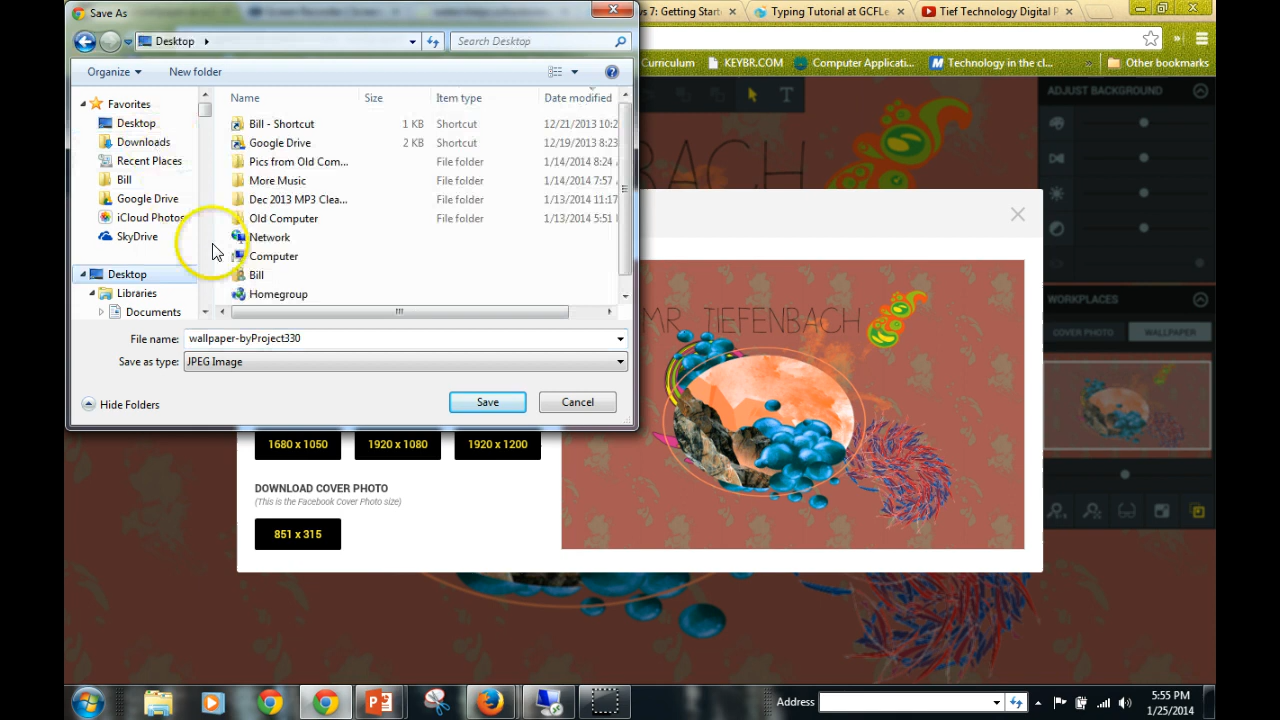 Save As
ys 7: Getting Start
Typing Tutorial at GCFLe
Tief Technology Digital P
Desktop
Search Desktop
Curriculum
KEYBR.COM
Computer Applicati...
Technology in the cl...
»
Other bookmarks
Organize
New folder
Name
Size
Item type
Date modified
Favorites
Desktop
Downloads
Recent Places
Bill
Google Drive
iCloud Photos
SkyDrive
Desktop
Libraries
Documents
Bill - Shortcut 1 KB Shortcut 12/21/2013 10:2
Google Drive 2 KB Shortcut 12/19/2013 8:23
Pics from Old Com... File folder 1/14/2014 8:24
More Music File folder 1/14/2014 7:57
Dec 2013 MP3 Clea... File folder 1/13/2014 11:17
Old Computer File folder 1/13/2014 5:51
Network
Computer
Bill
Homegroup
File name: wallpaper-byProject330
Save as type: JPEG Image
Hide Folders
Save
Cancel
ADJUST BACKGROUND
T
BACH
MR. TIEFENBACH
WORKPLACES
COVER PHOTO
WALLPAPER
1680 x 1050
1920 x 1080
1920 x 1200
DOWNLOAD COVER PHOTO
(This is the Facebook Cover Photo size)
851 x 315
Address
5:55 PM
1/25/2014